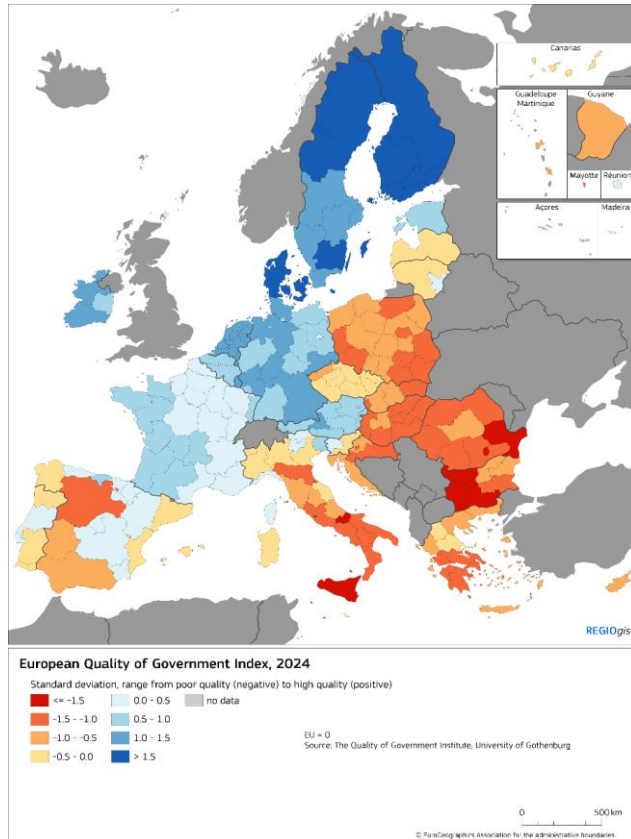 Canarias
Guadeloupe
Martinique
Guyane
Mayotte
Réunion
Açores
Madeira
REGIOgis
European Quality of Government Index, 2024
Standard deviation, range from poor quality (negative) to high quality (positive)
<= -1.5
0.0 - 0.5
no data
-1.5 - -1.0
0.5 - 1.0
-1.0 - -0.5
1.0 - 1.5
-0.5 - 0.0
> 1.5
EU = 0
Source: The Quality of Government Institute, University of Gothenburg
0
500 km
© EuroGeographics Association for the administrative boundaries